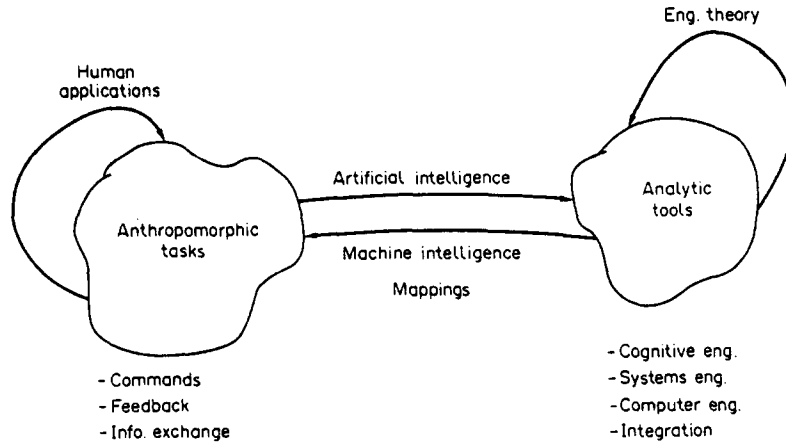 Eng. theory
Human
applications
Artificial intelligence
Anthropomorphic
tasks
Analytic
tools
Machine intelligence
Mappings
- Commands
- Feedback
- Info. exchange
- Cognitive eng.
- Systems eng.
- Computer eng.
- Integration